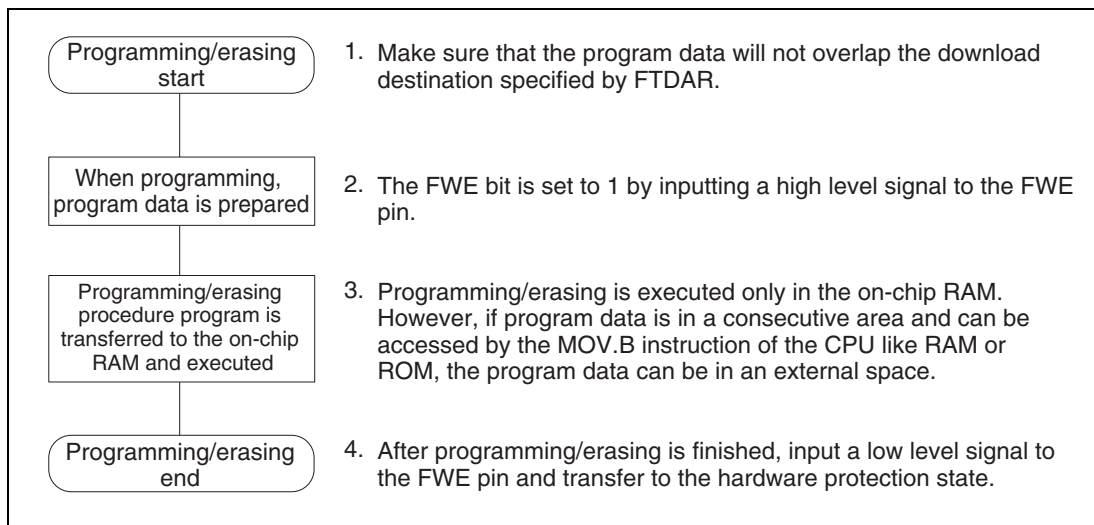 Programming/erasing
start
1. Make sure that the program data will not overlap the download
destination specified by FTDAR.
When programming,
program data is prepared
2. The FWE bit is set to 1 by inputting a high level signal to the FWE
pin.
Programming/erasing
procedure program is
transferred to the on-chip
RAM and executed
3. Programming/erasing is executed only in the on-chip RAM.
However, if program data is in a consecutive area and can be
accessed by the MOV.B instruction of the CPU like RAM or
ROM, the program data can be in an external space.
Programming/erasing
end
4. After programming/erasing is finished, input a low level signal to
the FWE pin and transfer to the hardware protection state.